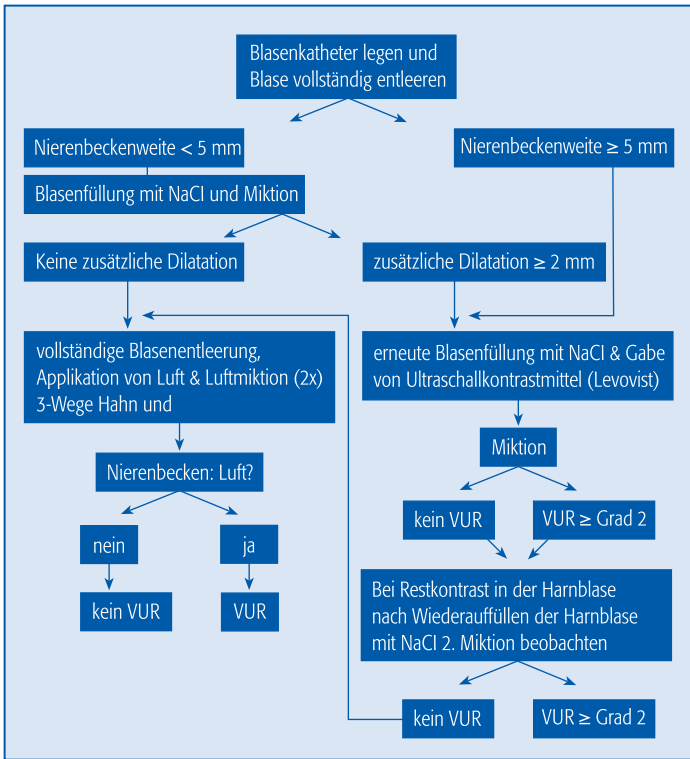 Blasenkatheter legen und
Blase vollständig entleeren
Nierenbeckenweite < 5 mm
Nierenbeckenweite ≥ 5 mm
Blasenfüllung mit NaCl und Miktion
Keine zusätzliche Dilatation
zusätzliche Dilatation ≥ 2 mm
vollständige Blasenentleerung,
Applikation von Luft & Luftmiktion (2x)
3-Wege Hahn und
erneute Blasenfüllung mit NaCl & Gabe
von Ultraschallkontrastmittel (Levovist)
Miktion
Nierenbecken: Luft?
kein VUR
VUR ≥ Grad 2
nein
ja
kein VUR
VUR
Bei Restkontrast in der Harnblase
nach Wiederauffüllen der Harnblase
mit NaCl 2. Miktion beobachten
kein VUR
VUR ≥ Grad 2